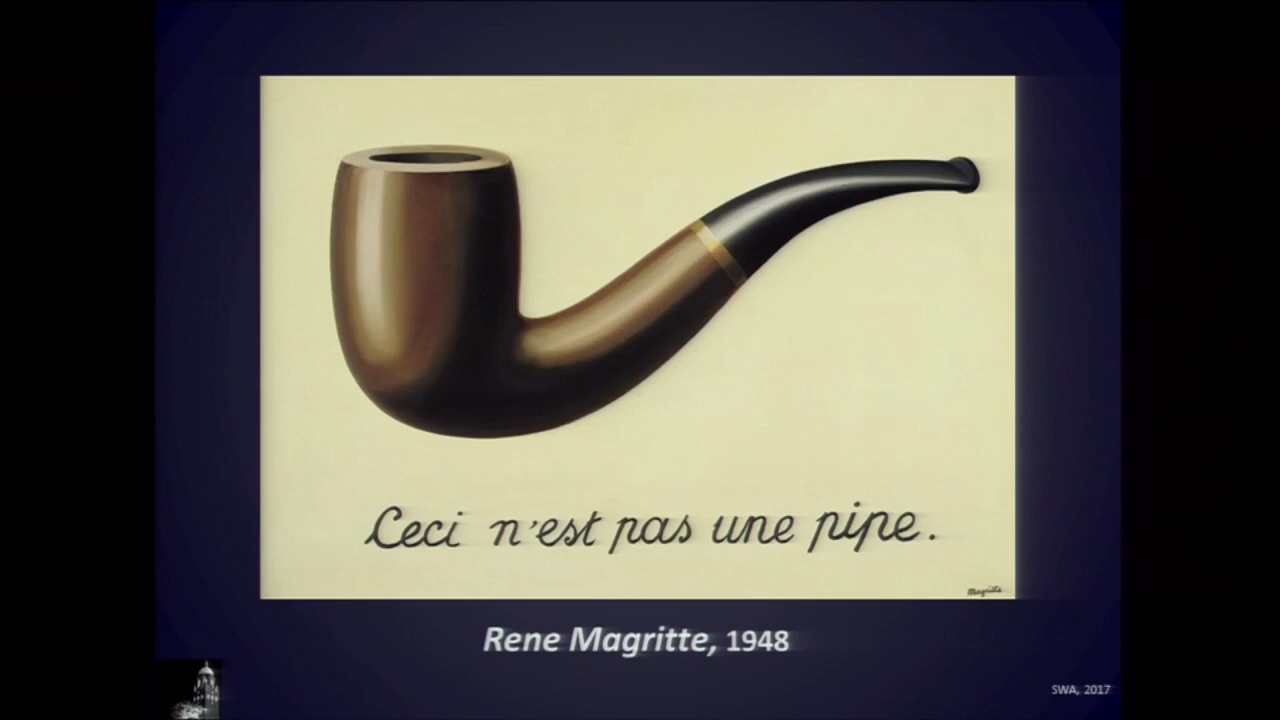 Ceci n'est pas une pipe.
Magritte
Rene Magritte, 1948
SWA, 2017